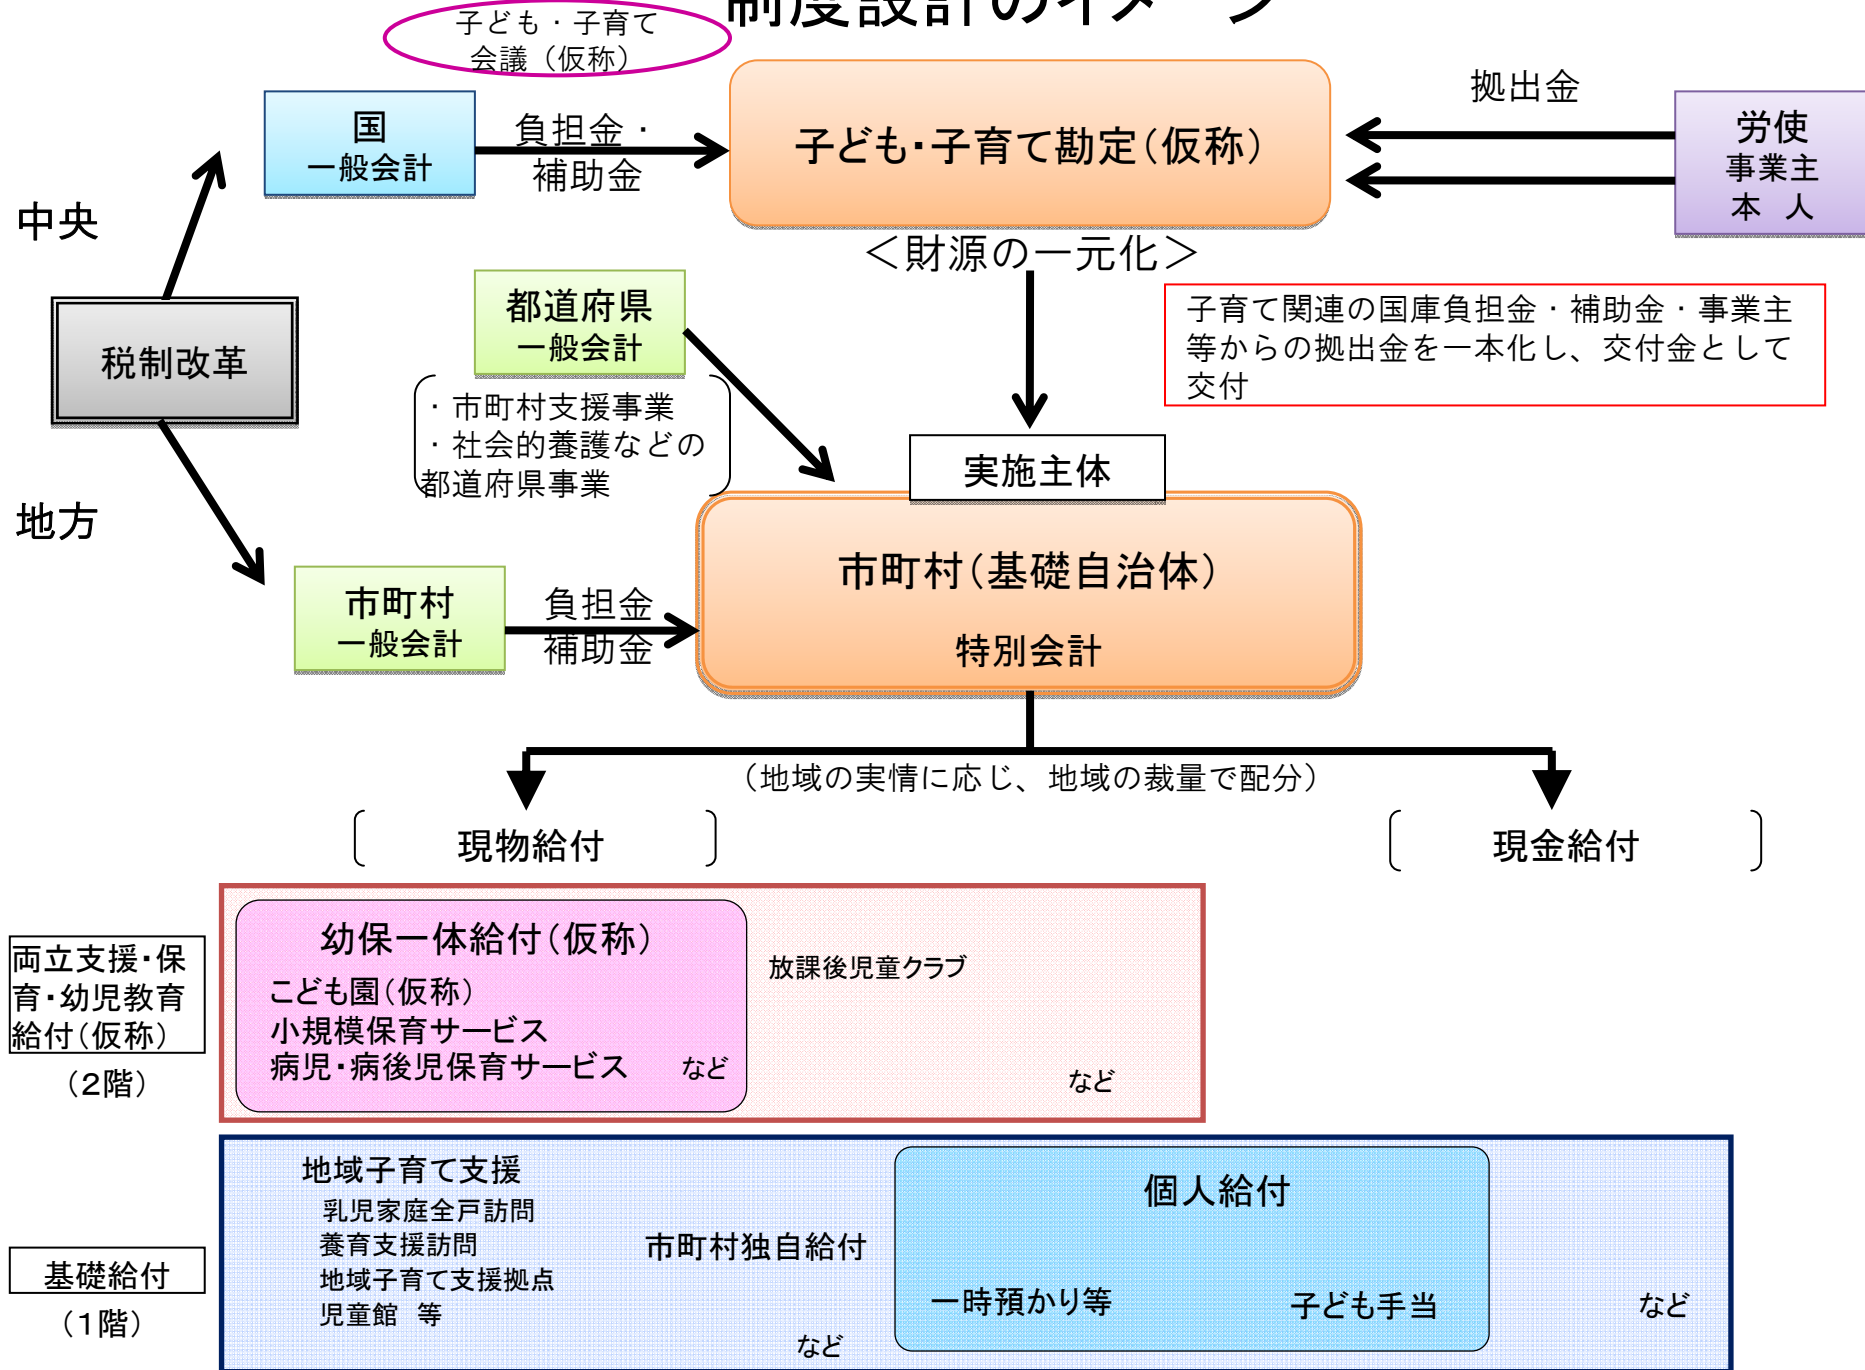 制度設計のイメージ
子ども・子育て
会議（仮称）
国
一般会計
負担金・
補助金
子ども・子育て勘定（仮称）
拠出金
労使
事業主
本　人
中央
＜財源の一元化＞
都道府県
一般会計
子育て関連の国庫負担金・補助金・事業主
等からの拠出金を一本化し、交付金として
交付
税制改革
・市町村支援事業
・社会的養護などの
都道府県事業
実施主体
地方
市町村（基礎自治体）
特別会計
市町村
一般会計
負担金
補助金
（地域の実情に応じ、地域の裁量で配分）
現物給付
現金給付
両立支援・保
育・幼児教育
給付（仮称）
（２階）
幼保一体給付（仮称）
こども園（仮称）
小規模保育サービス
病児・病後児保育サービス
など
放課後児童クラブ
など
基礎給付
（１階）
地域子育て支援
乳児家庭全戸訪問
養育支援訪問
地域子育て支援拠点
児童館　等
市町村独自給付
など
個人給付
一時預かり等
子ども手当
など